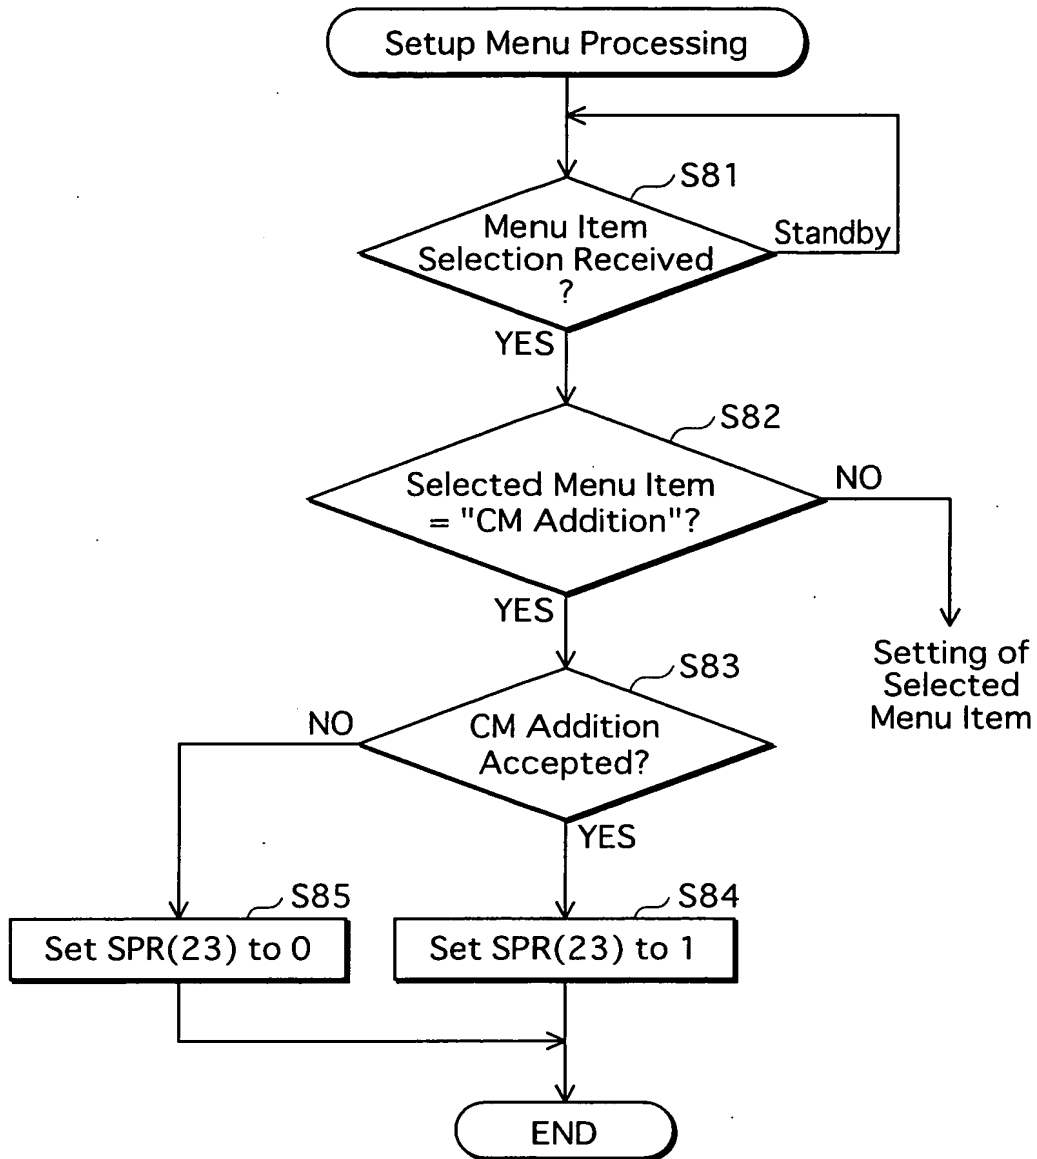 Setup Menu Processing
S81
Menu Item
Selection Received
?
Standby
YES
S82
Selected Menu Item
= "CM Addition"?
NO
YES
Setting of
Selected
Menu Item
S83
CM Addition
Accepted?
NO
YES
S85
Set SPR(23) to 0
S84
Set SPR(23) to 1
END